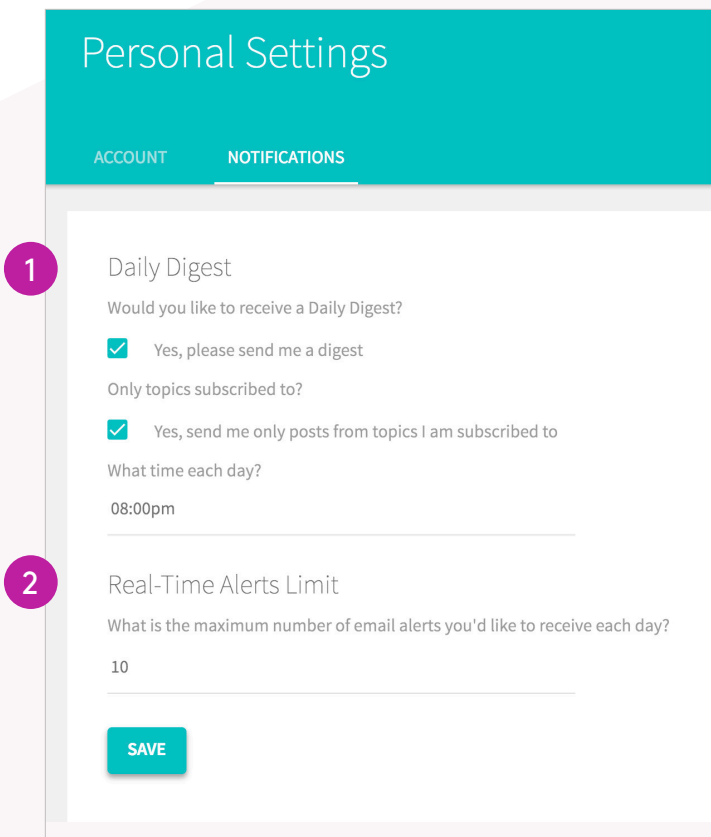 Personal Settings
ACCOUNT NOTIFICATIONS
1 Daily Digest
Would you like to receive a Daily Digest?
Yes, please send me a digest
Only topics subscribed to?
Yes, send me only posts from topics I am subscribed to
What time each day?
08:00pm
2 Real-Time Alerts Limit
What is the maximum number of email alerts you'd like to receive each day?
10
SAVE